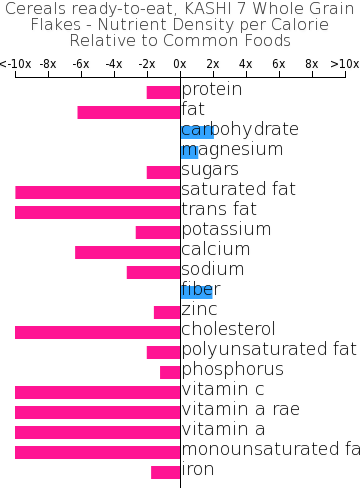 Cereals ready-to-eat, KASHI 7 Whole Grain
Flakes - Nutrient Density per Calorie
Relative to Common Foods
<-10x -8x -6x -4x -2x 0x 2x 4x 6x 8x >10x
protein
fat
carbohydrate
magnesium
sugars
saturated fat
trans fat
potassium
calcium
sodium
fiber
zinc
cholesterol
polyunsaturated fat
phosphorus
vitamin c
vitamin a rae
vitamin a
monounsaturated fa
iron